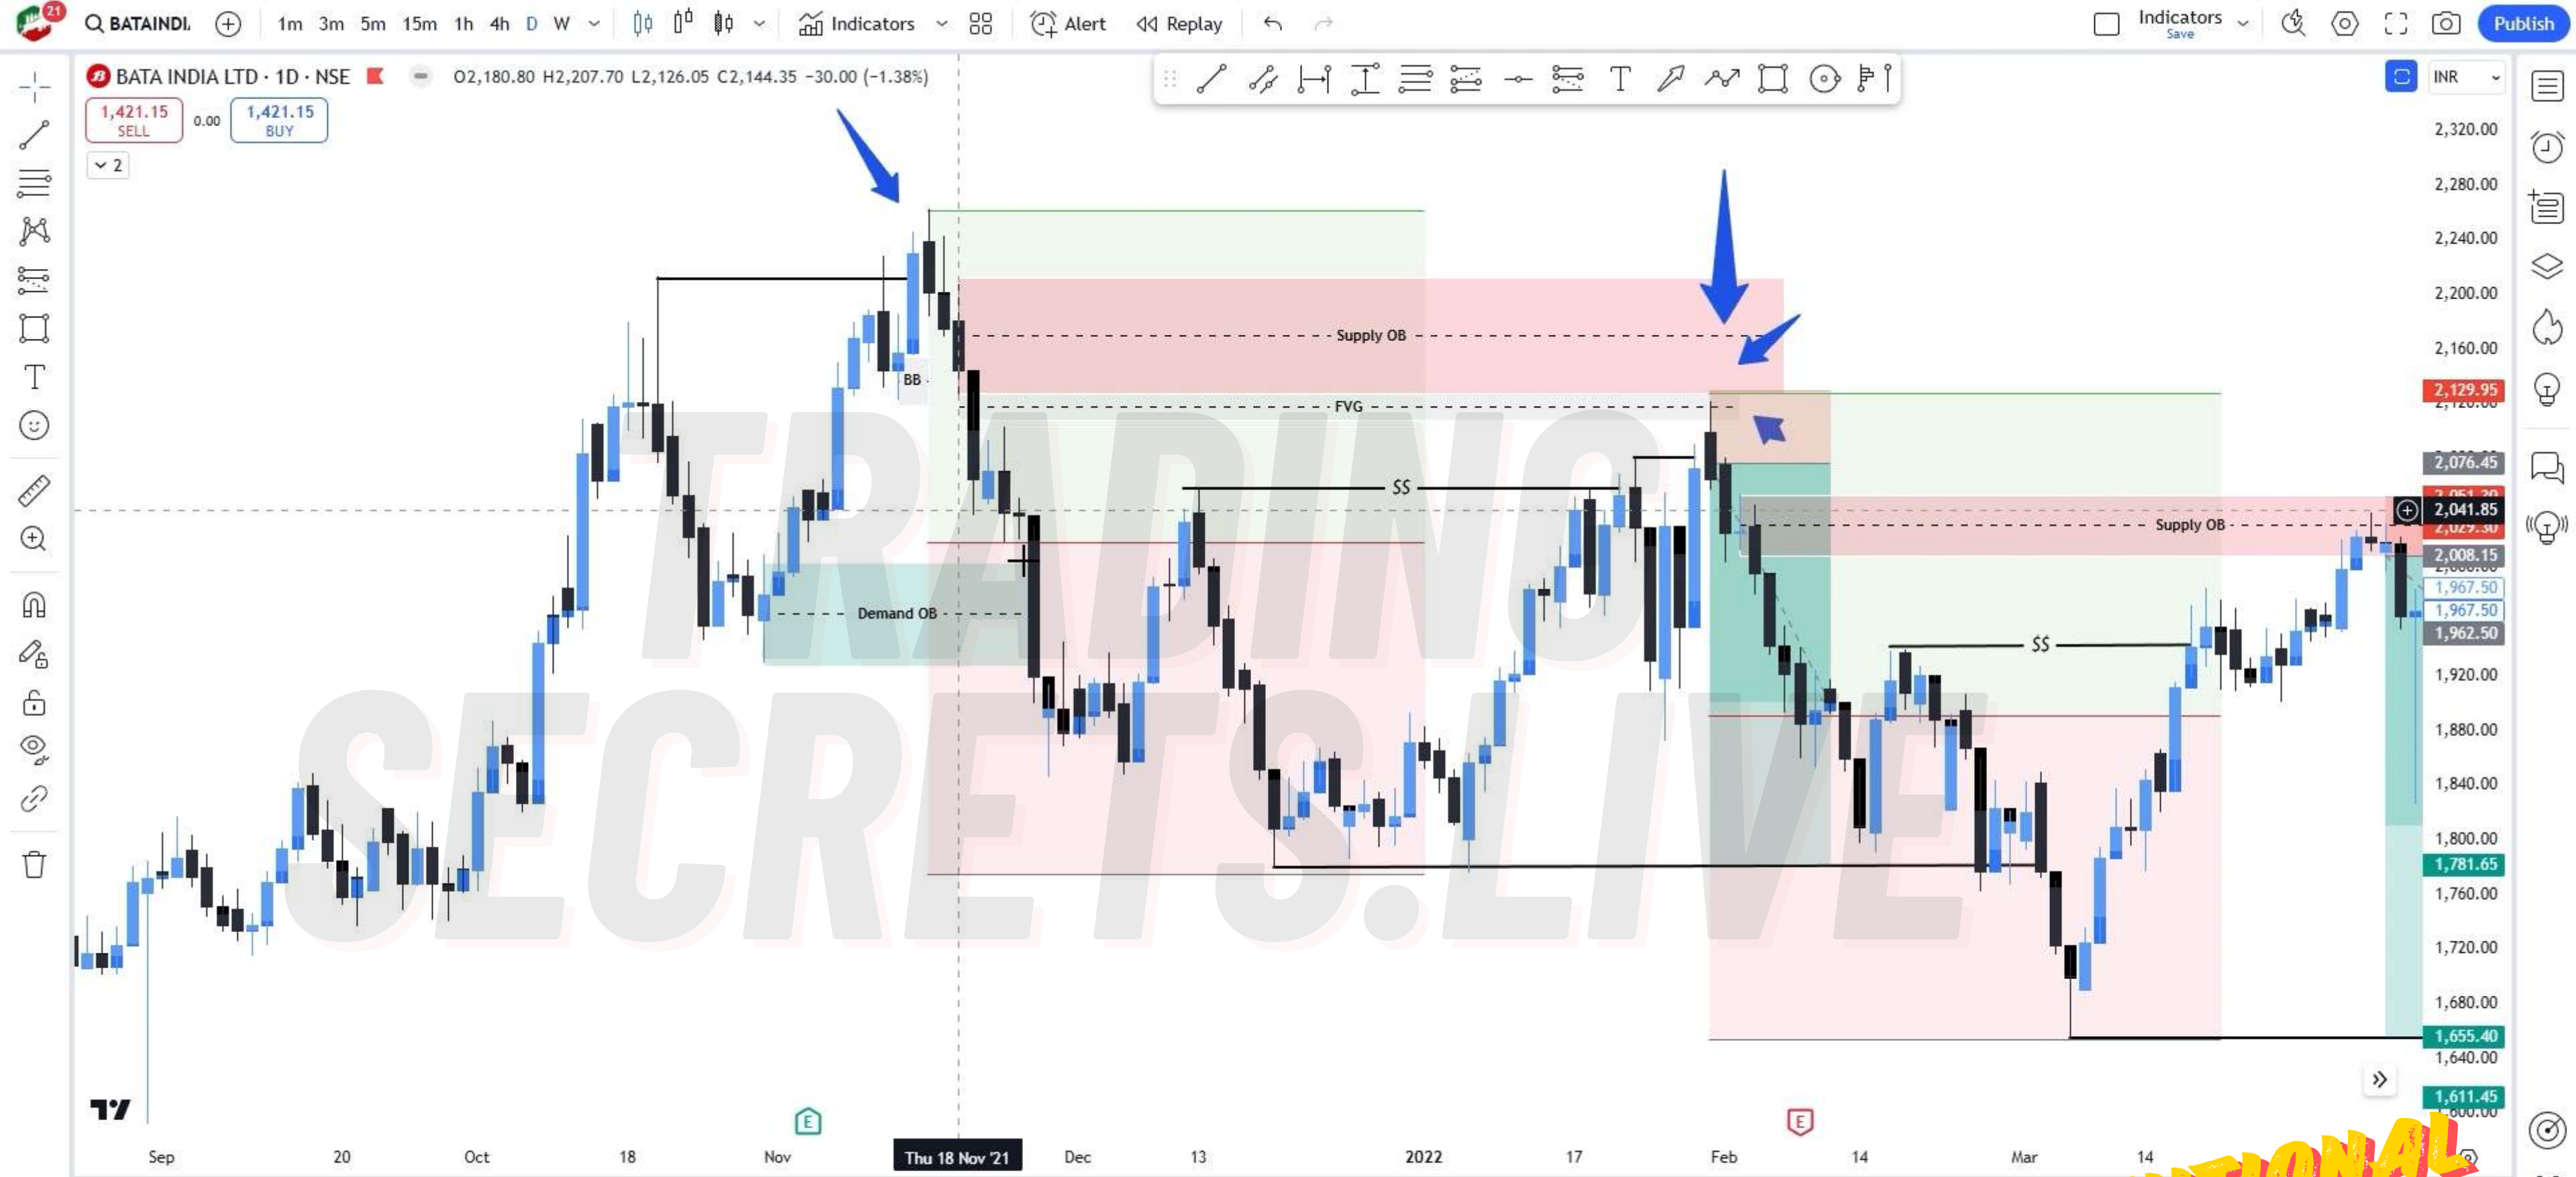 21
BATAINDI
1m 3m 5m 15m 1h 4h D W
Indicators
Alert
Replay
Indicators
Save
Publish
BATA INDIA LTD · 1D · NSE
O2,180.80 H2,207.70 L2,126.05 C2,144.35 −30.00 (−1.38%)
INR
1,421.15
SELL
0.00
1,421.15
BUY
2
2,320.00
2,280.00
2,240.00
2,200.00
2,160.00
2,129.95
2,076.45
2,041.85
2,008.15
1,967.50
1,967.50
1,962.50
1,920.00
1,880.00
1,840.00
1,800.00
1,781.65
1,760.00
1,720.00
1,680.00
1,655.40
1,640.00
1,611.45
Supply OB
BB
FVG
$$
Supply OB
Demand OB
$$
TRADING
SECRETS.LIVE
E
E
Sep 20 Oct 18 Nov Thu 18 Nov '21 Dec 13 2022 17 Feb 14 Mar 14